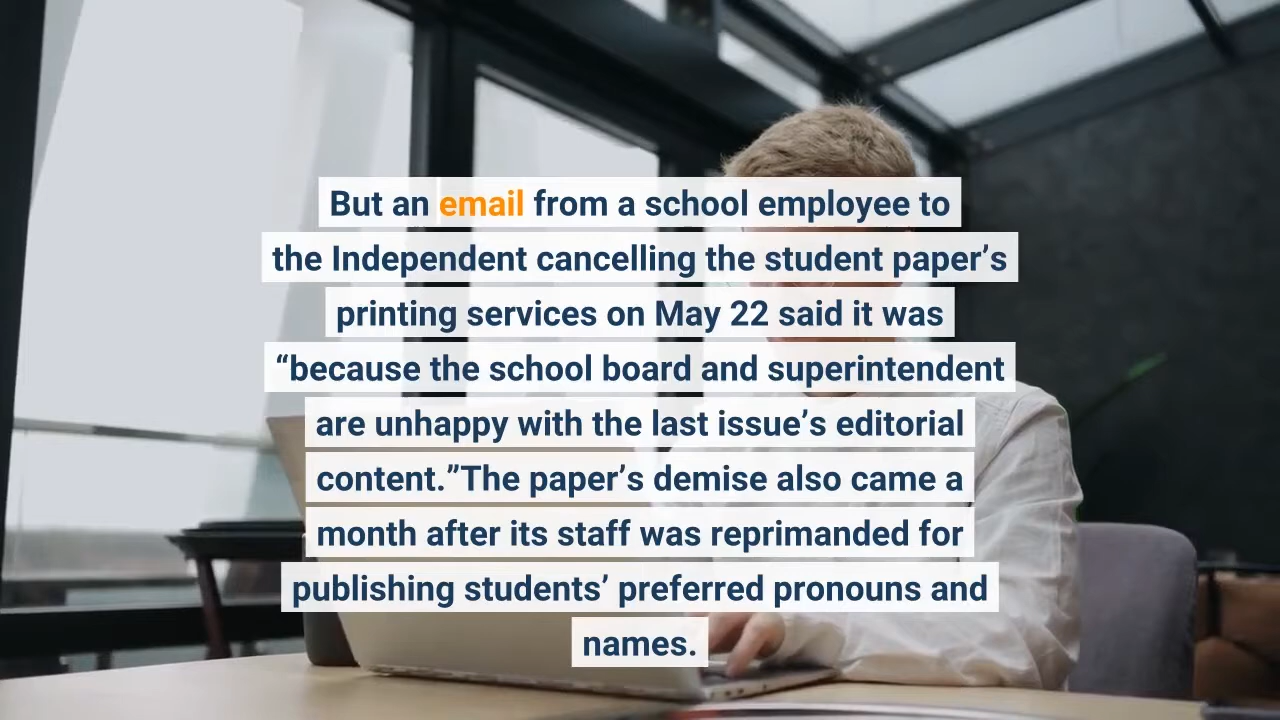 But an email from a school employee to
the Independent cancelling the student paper’s
printing services on May 22 said it was
“because the school board and superintendent
are unhappy with the last issue’s editorial
content.”The paper’s demise also came a
month after its staff was reprimanded for
publishing students’ preferred pronouns and
names.